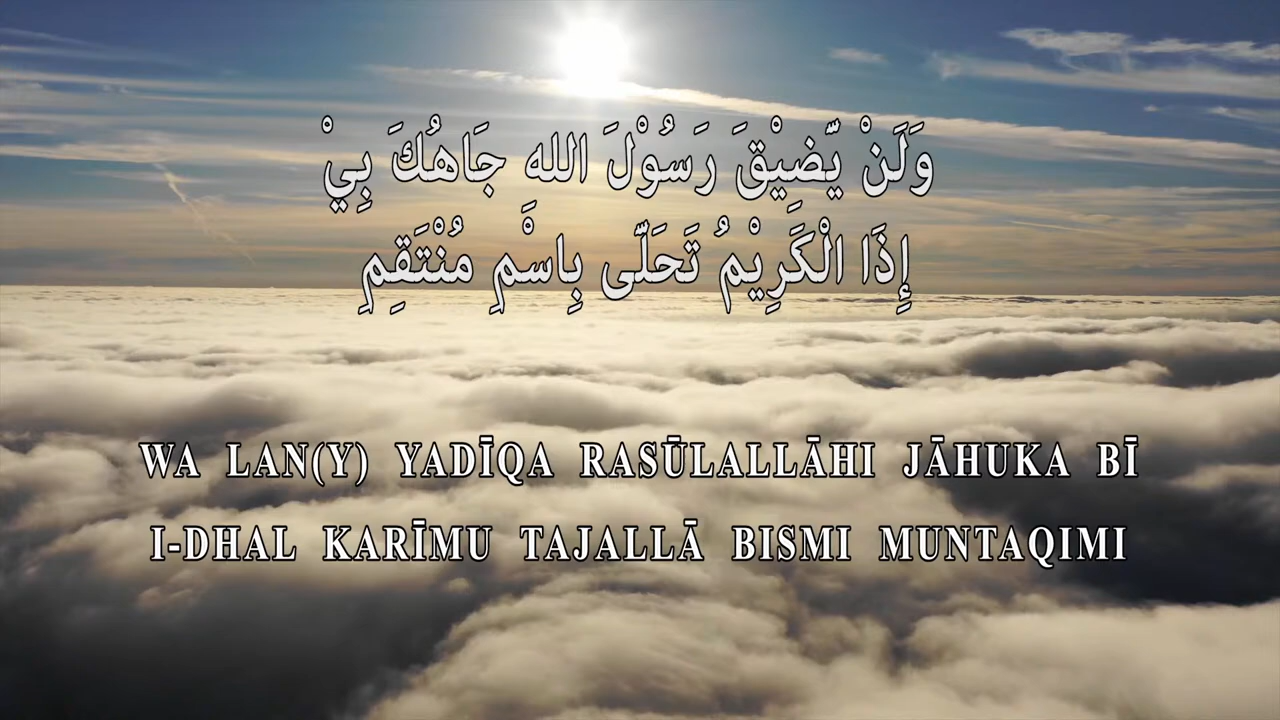 وَلَنْ يَّضِيْقَ رَسُوْلَ اللهِ جَاهُكَ بِيْ
إِذَا الْكَرِيْمُ تَحَلّٰى بِاسْمِ مُنْتَقِمِ
WA LAN(Y) YADĪQA RASŪLALLĀHI JĀHUKA BĪ
I-DHAL KARĪMU TAJALLĀ BISMI MUNTAQIMI